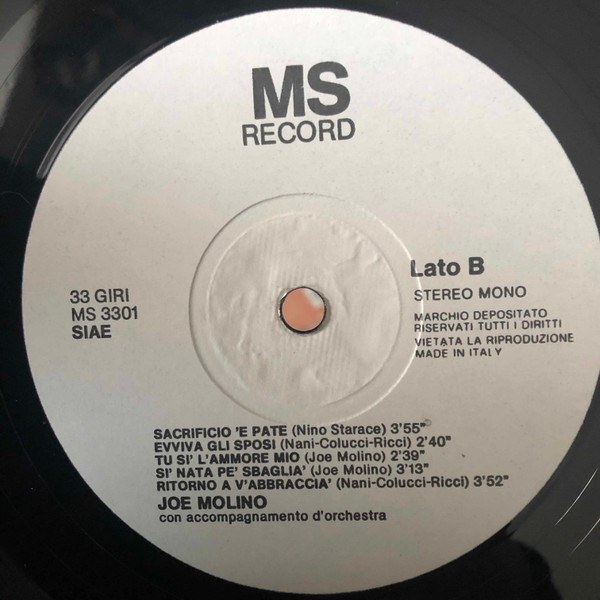 MS
RECORD
Lato B
33 GIRI
MS 3301
SIAE
STEREO MONO
MARCHIO DEPOSITATO
RISERVATI TUTTI I DIRITTI
VIETATA LA RIPRODUZIONE
MADE IN ITALY
SACRIFICIO 'E PATE (Nino Starace) 3'55"
EVVIVA GLI SPOSI (Nani-Colucci-Ricci) 2'40"
TU SI' L'AMMORE MIO (Joe Molino) 2'39"
SI' NATA PE' SBAGLIA' (Joe Molino) 3'13"
RITORNO A V'ABBRACCIA' (Nani-Colucci-Ricci) 3'52"
JOE MOLINO
con accompagnamento d'orchestra